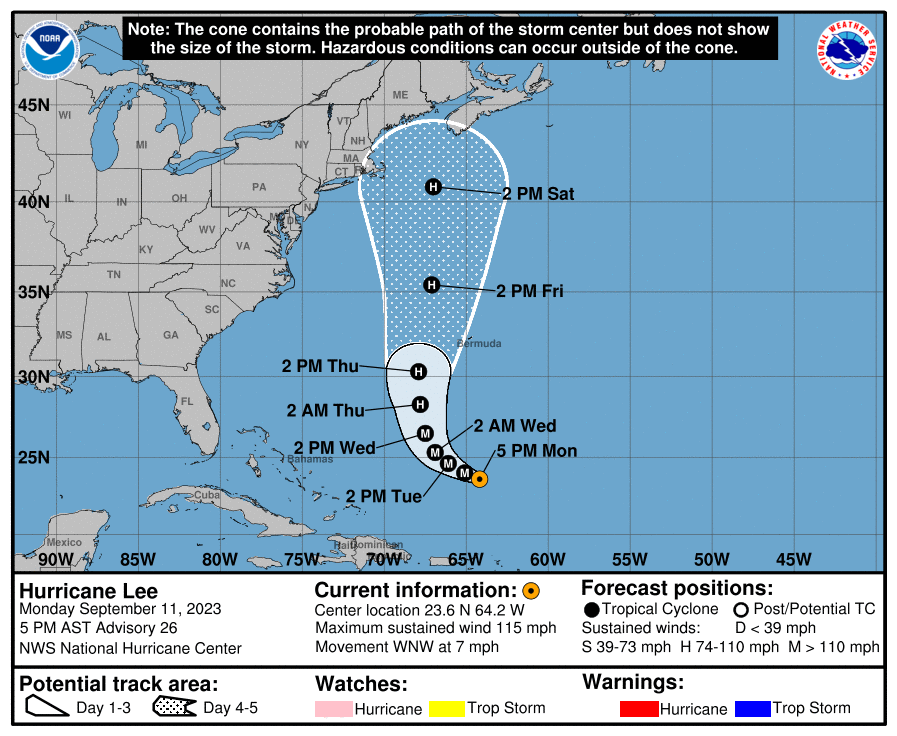 Note: The cone contains the probable path of the storm center but does not show
the size of the storm. Hazardous conditions can occur outside of the cone.
NOAA
NATIONAL WEATHER SERVICE
ME
45N
WI
VT
NH
MI
NY
MA
CT
RI
PA
NJ
40N
IL
IN
OH
MD
DE
WV
VA
KY
35N
TN
NC
SC
MS
AL
GA
30N
FL
25N
2 PM Sat
2 PM Fri
Bermuda
2 PM Thu
2 AM Thu
2 AM Wed
2 PM Wed
5 PM Mon
2 PM Tue
H
H
H
H
M
M
M
M
Bahamas
Cuba
Mexico
Haiti
Dominican
90W 85W 80W 75W 70W 65W 60W 55W 50W 45W
Hurricane Lee
Monday September 11, 2023
5 PM AST Advisory 26
NWS National Hurricane Center
Current information:
Center location 23.6 N 64.2 W
Maximum sustained wind 115 mph
Movement WNW at 7 mph
Forecast positions:
Tropical Cyclone Post/Potential TC
Sustained winds: D < 39 mph
S 39-73 mph H 74-110 mph M > 110 mph
Potential track area:
Day 1-3 Day 4-5
Watches:
Hurricane Trop Storm
Warnings:
Hurricane Trop Storm